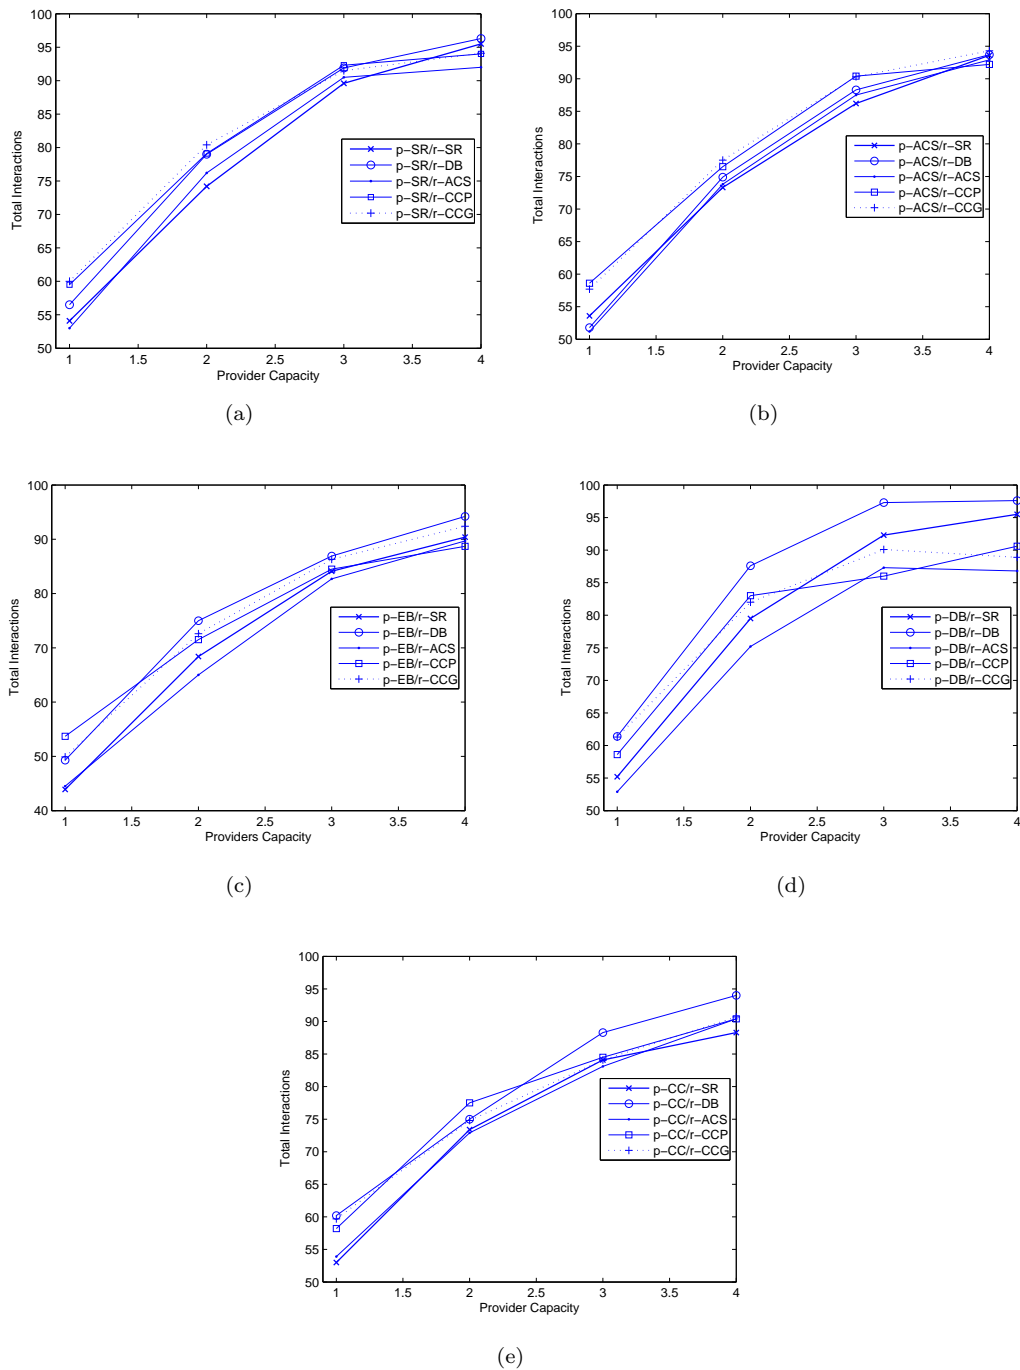 100
95
90
85
80
75
70
65
60
55
50
Total Interactions
p-SR/r-SR
p-SR/r-DB
p-SR/r-ACS
p-SR/r-CCP
p-SR/r-CCG
1 1.5 2 2.5 3 3.5 4
Provider Capacity
(a)
100
95
90
85
80
75
70
65
60
55
50
Total Interactions
p-ACS/r-SR
p-ACS/r-DB
p-ACS/r-ACS
p-ACS/r-CCP
p-ACS/r-CCG
1 1.5 2 2.5 3 3.5 4
Provider Capacity
(b)
100
90
80
70
60
50
40
Total Interactions
p-EB/r-SR
p-EB/r-DB
p-EB/r-ACS
p-EB/r-CCP
p-EB/r-CCG
1 1.5 2 2.5 3 3.5 4
Providers Capacity
(c)
100
95
90
85
80
75
70
65
60
55
50
Total Interactions
p-DB/r-SR
p-DB/r-DB
p-DB/r-ACS
p-DB/r-CCP
p-DB/r-CCG
1 1.5 2 2.5 3 3.5 4
Provider Capacity
(d)
100
95
90
85
80
75
70
65
60
55
50
Total Interactions
p-CC/r-SR
p-CC/r-DB
p-CC/r-ACS
p-CC/r-CCP
p-CC/r-CCG
1 1.5 2 2.5 3 3.5 4
Provider Capacity
(e)